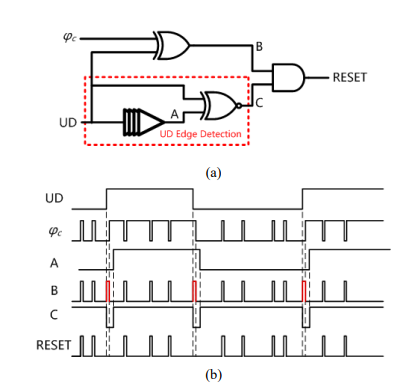 φc
B
RESET
A
C
UD
UD Edge Detection
(a)
UD
φc
A
B
C
RESET
(b)